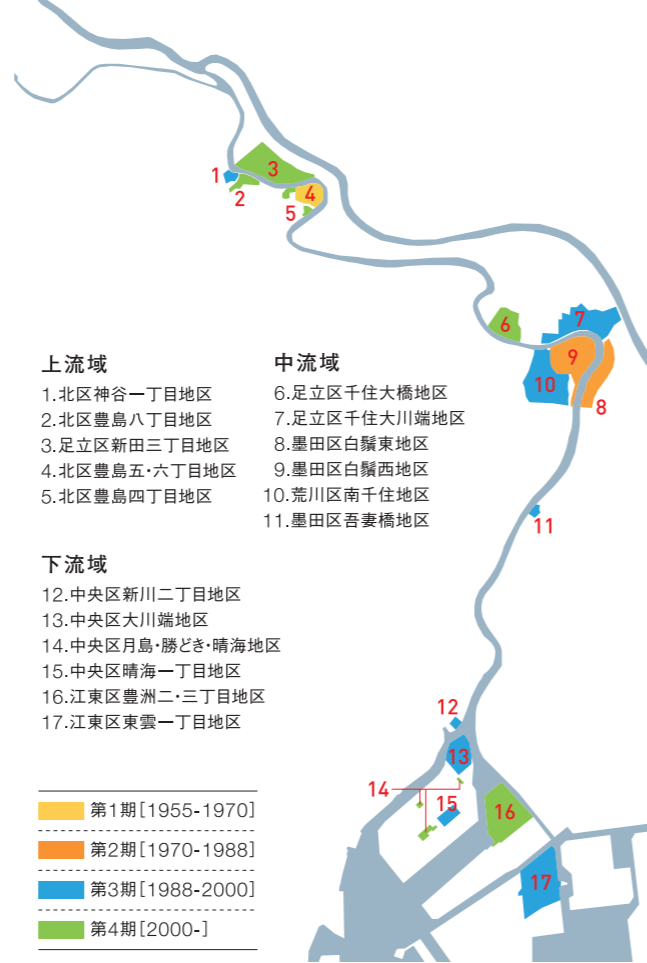 1
2
3
4
5
6
7
8
9
10
11
上流域
1.北区神谷一丁目地区
2.北区豊島八丁目地区
3.足立区新田三丁目地区
4.北区豊島五・六丁目地区
5.北区豊島四丁目地区
中流域
6.足立区千住大橋地区
7.足立区千住大川端地区
8.墨田区白鬚東地区
9.墨田区白鬚西地区
10.荒川区南千住地区
11.墨田区吾妻橋地区
下流域
12.中央区新川二丁目地区
13.中央区大川端地区
14.中央区月島・勝どき・晴海地区
15.中央区晴海一丁目地区
16.江東区豊洲二・三丁目地区
17.江東区東雲一丁目地区
12
13
14
15
16
17
第1期[1955-1970]
第2期[1970-1988]
第3期[1988-2000]
第4期[2000-]